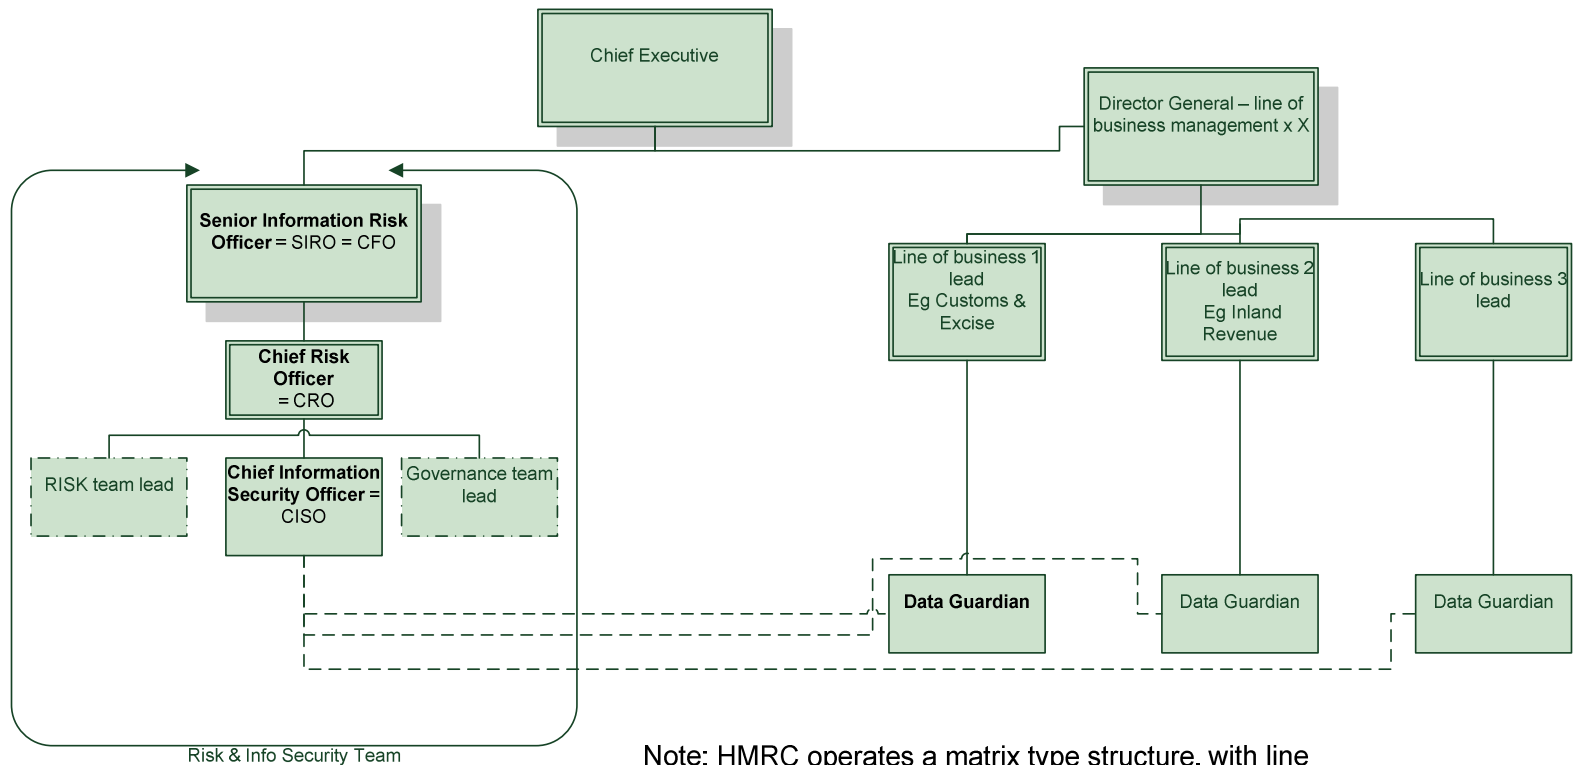 Chief Executive
Director General – line of
business management x X
Senior Information Risk
Officer = SIRO = CFO
Line of business 1
lead
Eg Customs &
Excise
Line of business 2
lead
Eg Inland
Revenue
Line of business 3
lead
Chief Risk
Officer
= CRO
RISK team lead
Chief Information
Security Officer =
CISO
Governance team
lead
Data Guardian
Data Guardian
Data Guardian
Risk & Info Security Team
Note: HMRC operates a matrix type structure, with line